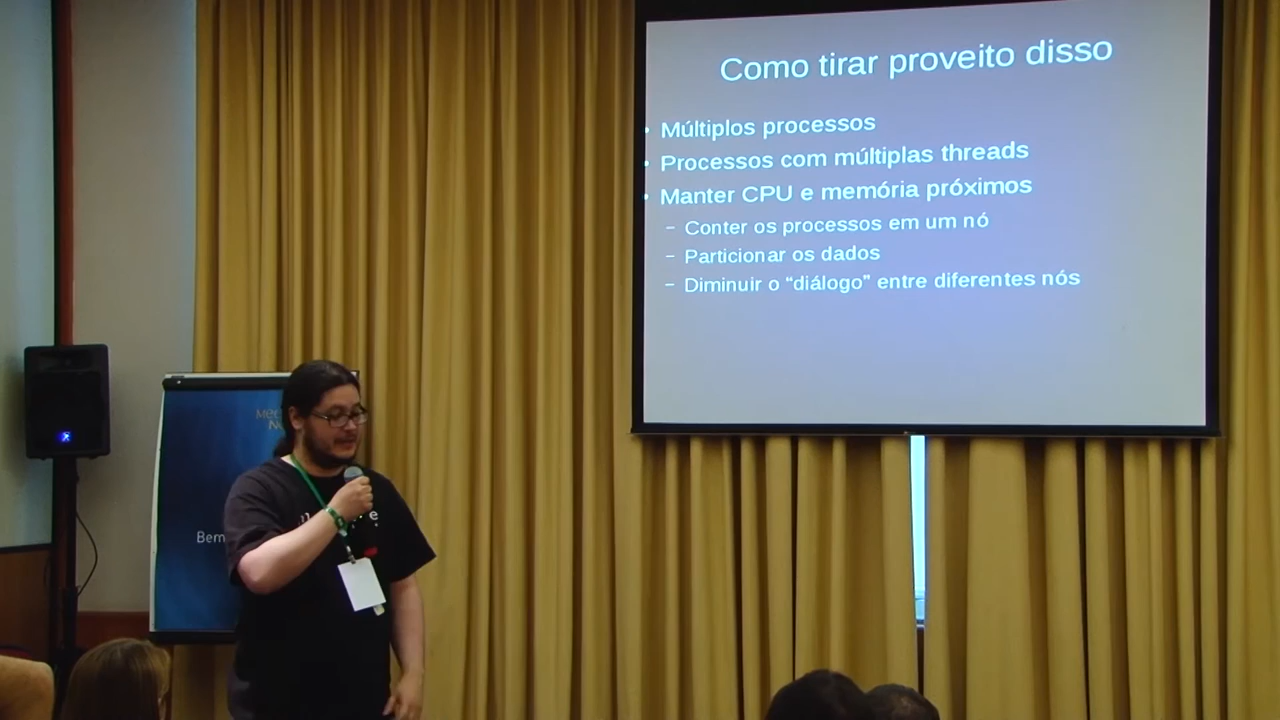 Como tirar proveito disso
• Múltiplos processos
• Processos com múltiplas threads
• Manter CPU e memória próximos
– Conter os processos em um nó
– Particionar os dados
– Diminuir o “diálogo” entre diferentes nós
Bem